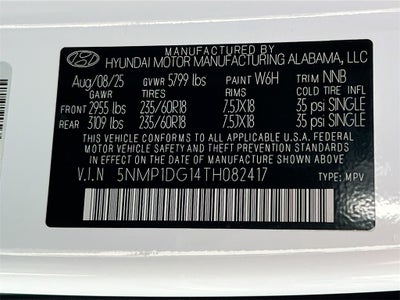 MANUFACTURED BY
HYUNDAI MOTOR MANUFACTURING ALABAMA, LLC
Aug/08/25 GVWR 5799 lbs PAINT W6H TRIM NNB
GAWR TIRES RIMS COLD TIRE INFL
FRONT 2955 lbs 235/60R18 7.5JX18 35 psi SINGLE
REAR 3109 lbs 235/60R18 7.5JX18 35 psi SINGLE
THIS VEHICLE CONFORMS TO ALL APPLICABLE U.S. FEDERAL
MOTOR VEHICLE SAFETY AND THEFT PREVENTION STANDARDS
IN EFFECT ON THE DATE OF MANUFACTURE SHOWN ABOVE
V.I.N 5NMP1DG14TH082417 TYPE: MPV